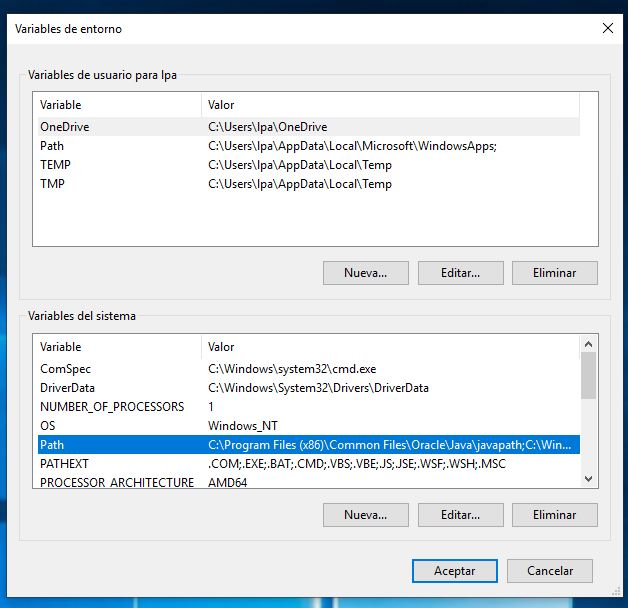 Variables de entorno
Variables de usuario para lpa
Variable Valor
OneDrive C:\Users\lpa\OneDrive
Path C:\Users\lpa\AppData\Local\Microsoft\WindowsApps;
TEMP C:\Users\lpa\AppData\Local\Temp
TMP C:\Users\lpa\AppData\Local\Temp
Nueva... Editar... Eliminar
Variables del sistema
Variable Valor
ComSpec C:\Windows\system32\cmd.exe
DriverData C:\Windows\System32\Drivers\DriverData
NUMBER_OF_PROCESSORS 1
OS Windows_NT
Path C:\Program Files (x86)\Common Files\Oracle\Java\javapath;C:\Win...
PATHEXT .COM;.EXE;.BAT;.CMD;.VBS;.VBE;.JS;.JSE;.WSF;.WSH;.MSC
PROCESSOR_ARCHITECTURE AMD64
Nueva... Editar... Eliminar
Aceptar Cancelar